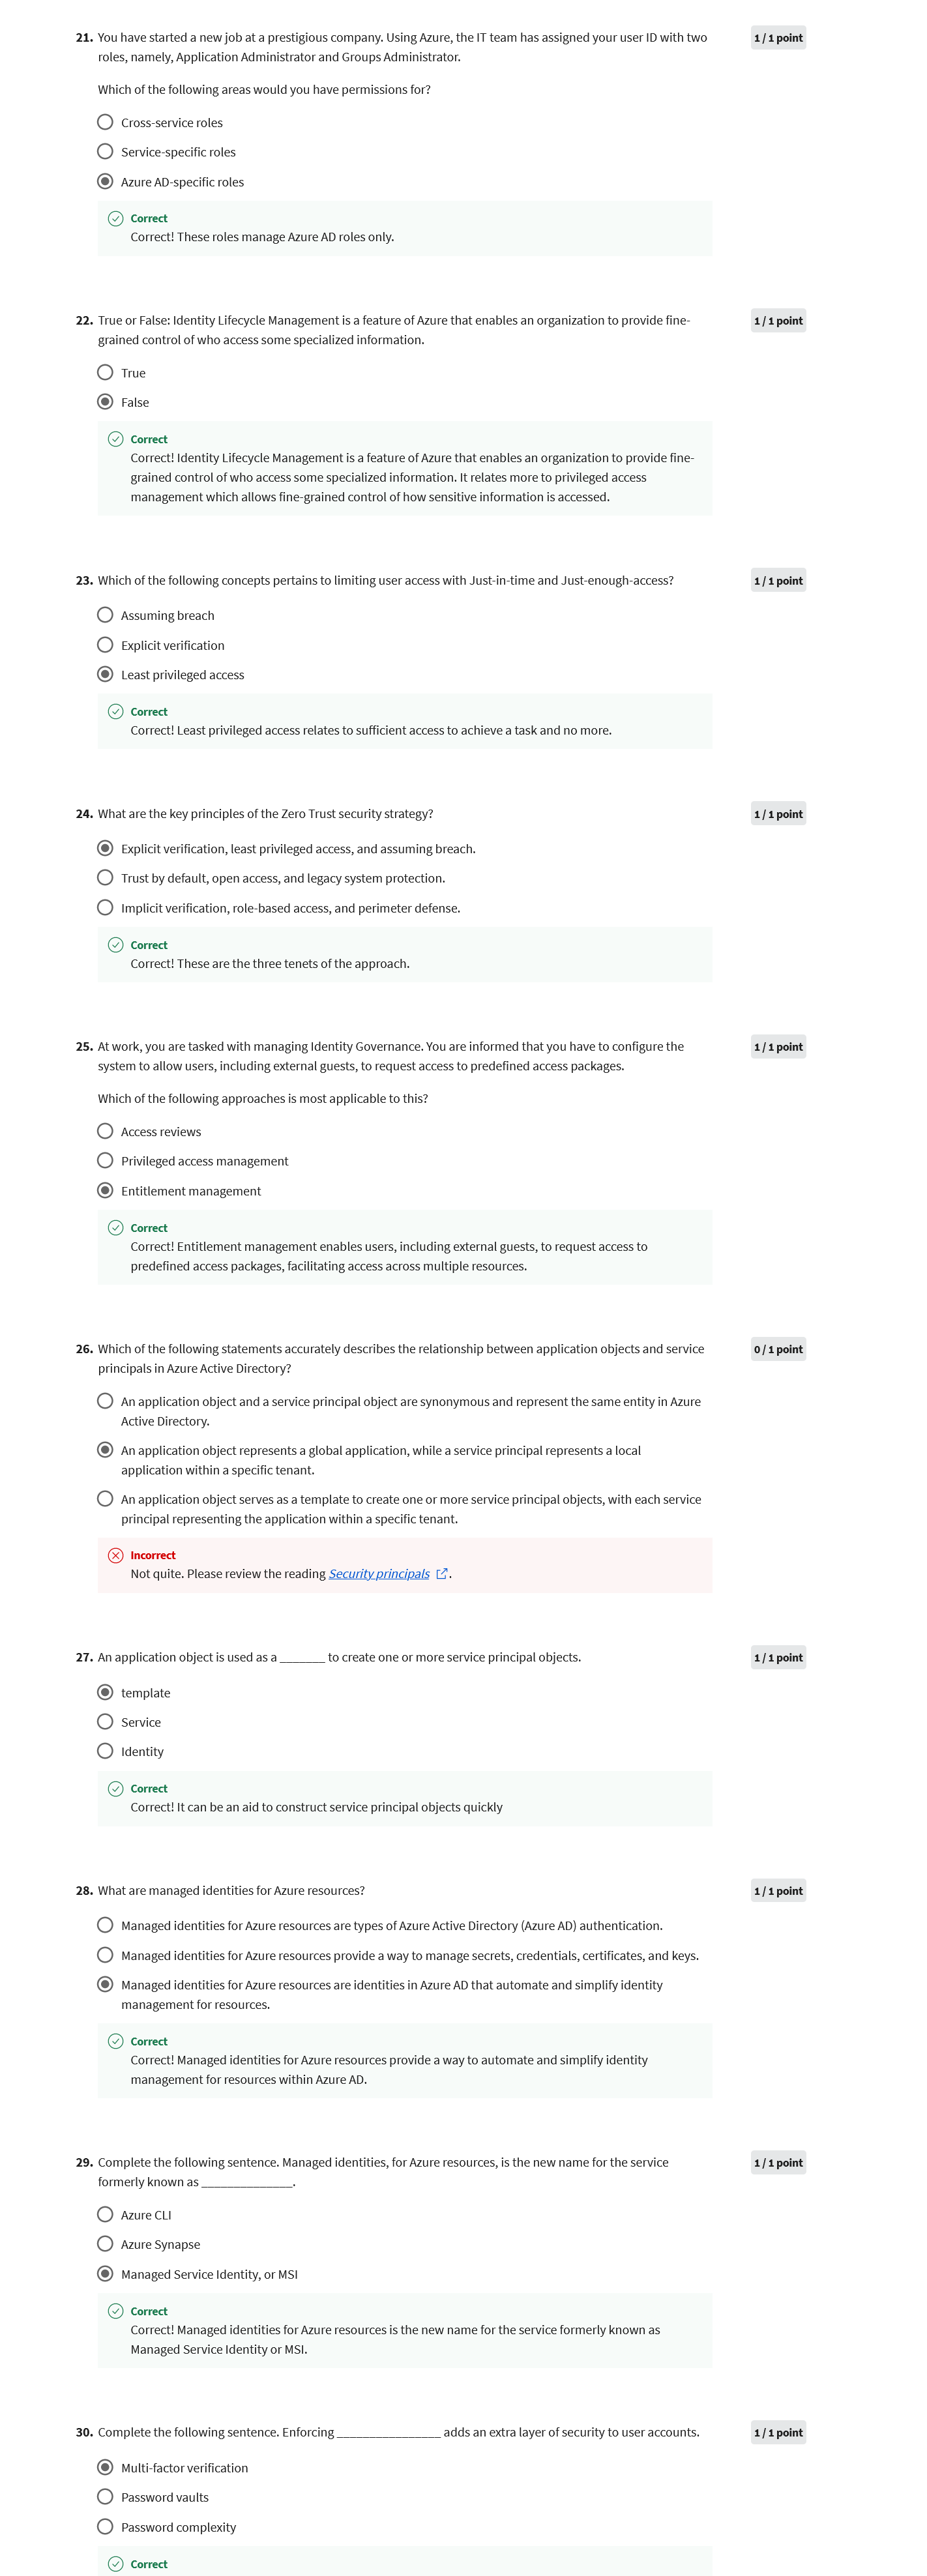 21. You have started a new job at a prestigious company. Using Azure, the IT team has assigned your user ID with two
roles, namely, Application Administrator and Groups Administrator.
1 / 1 point
Which of the following areas would you have permissions for?
Cross-service roles
Service-specific roles
Azure AD-specific roles
Correct
Correct! These roles manage Azure AD roles only.
22. True or False: Identity Lifecycle Management is a feature of Azure that enables an organization to provide fine-
grained control of who access some specialized information.
1 / 1 point
True
False
Correct
Correct! Identity Lifecycle Management is a feature of Azure that enables an organization to provide fine-
grained control of who access some specialized information. It relates more to privileged access
management which allows fine-grained control of how sensitive information is accessed.
23. Which of the following concepts pertains to limiting user access with Just-in-time and Just-enough-access?
1 / 1 point
Assuming breach
Explicit verification
Least privileged access
Correct
Correct! Least privileged access relates to sufficient access to achieve a task and no more.
24. What are the key principles of the Zero Trust security strategy?
1 / 1 point
Explicit verification, least privileged access, and assuming breach.
Trust by default, open access, and legacy system protection.
Implicit verification, role-based access, and perimeter defense.
Correct
Correct! These are the three tenets of the approach.
25. At work, you are tasked with managing Identity Governance. You are informed that you have to configure the
system to allow users, including external guests, to request access to predefined access packages.
1 / 1 point
Which of the following approaches is most applicable to this?
Access reviews
Privileged access management
Entitlement management
Correct
Correct! Entitlement management enables users, including external guests, to request access to
predefined access packages, facilitating access across multiple resources.
26. Which of the following statements accurately describes the relationship between application objects and service
principals in Azure Active Directory?
0 / 1 point
An application object and a service principal object are synonymous and represent the same entity in Azure
Active Directory.
An application object represents a global application, while a service principal represents a local
application within a specific tenant.
An application object serves as a template to create one or more service principal objects, with each service
principal representing the application within a specific tenant.
Incorrect
Not quite. Please review the reading Security principals .
27. An application object is used as a _______ to create one or more service principal objects.
1 / 1 point
template
Service
Identity
Correct
Correct! It can be an aid to construct service principal objects quickly
28. What are managed identities for Azure resources?
1 / 1 point
Managed identities for Azure resources are types of Azure Active Directory (Azure AD) authentication.
Managed identities for Azure resources provide a way to manage secrets, credentials, certificates, and keys.
Managed identities for Azure resources are identities in Azure AD that automate and simplify identity
management for resources.
Correct
Correct! Managed identities for Azure resources provide a way to automate and simplify identity
management for resources within Azure AD.
29. Complete the following sentence. Managed identities, for Azure resources, is the new name for the service
formerly known as ______________.
1 / 1 point
Azure CLI
Azure Synapse
Managed Service Identity, or MSI
Correct
Correct! Managed identities for Azure resources is the new name for the service formerly known as
Managed Service Identity or MSI.
30. Complete the following sentence. Enforcing ________________ adds an extra layer of security to user accounts.
1 / 1 point
Multi-factor verification
Password vaults
Password complexity
Correct